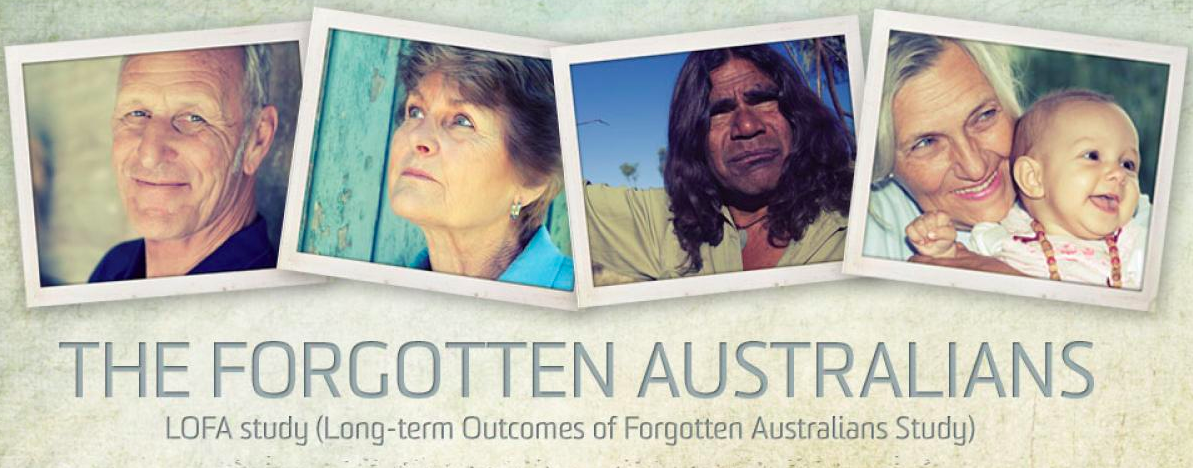 THE FORGOTTEN AUSTRALIANS
LOFA study (Long-term Outcomes of Forgotten Australians Study)